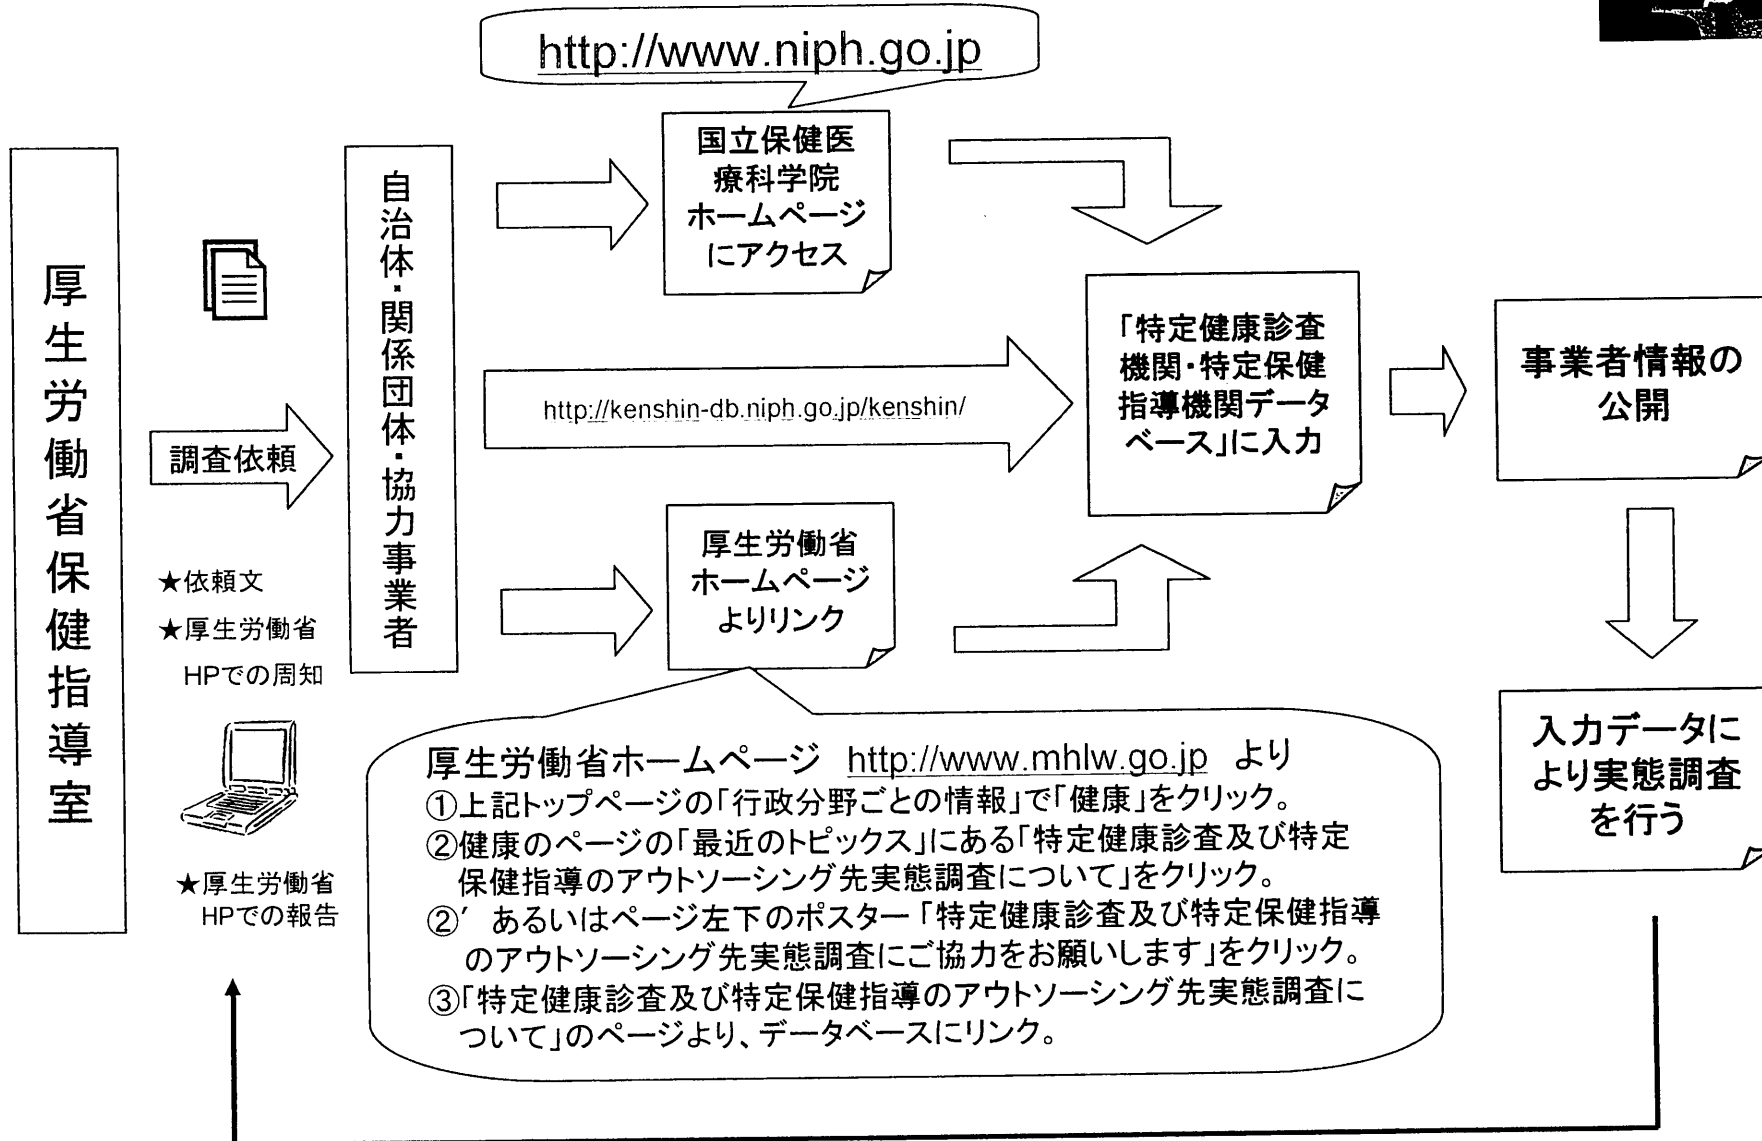 http://www.niph.go.jp
厚生労働省保健指導室
調査依頼
★依頼文
★厚生労働省
HPでの周知
★厚生労働省
HPでの報告
自治体・関係団体・協力事業者
国立保健医
療科学院
ホームページ
にアクセス
http://kenshin-db.niph.go.jp/kenshin/
厚生労働省
ホームページ
よりリンク
「特定健康診査
機関・特定保健
指導機関データ
ベース」に入力
事業者情報の
公開
入力データに
より実態調査
を行う
厚生労働省ホームページ http://www.mhlw.go.jp より
①上記トップページの「行政分野ごとの情報」で「健康」をクリック。
②健康のページの「最近のトピックス」にある「特定健康診査及び特定
保健指導のアウトソーシング先実態調査について」をクリック。
②′ あるいはページ左下のポスター「特定健康診査及び特定保健指導
のアウトソーシング先実態調査にご協力をお願いします」をクリック。
③「特定健康診査及び特定保健指導のアウトソーシング先実態調査に
ついて」のページより、データベースにリンク。